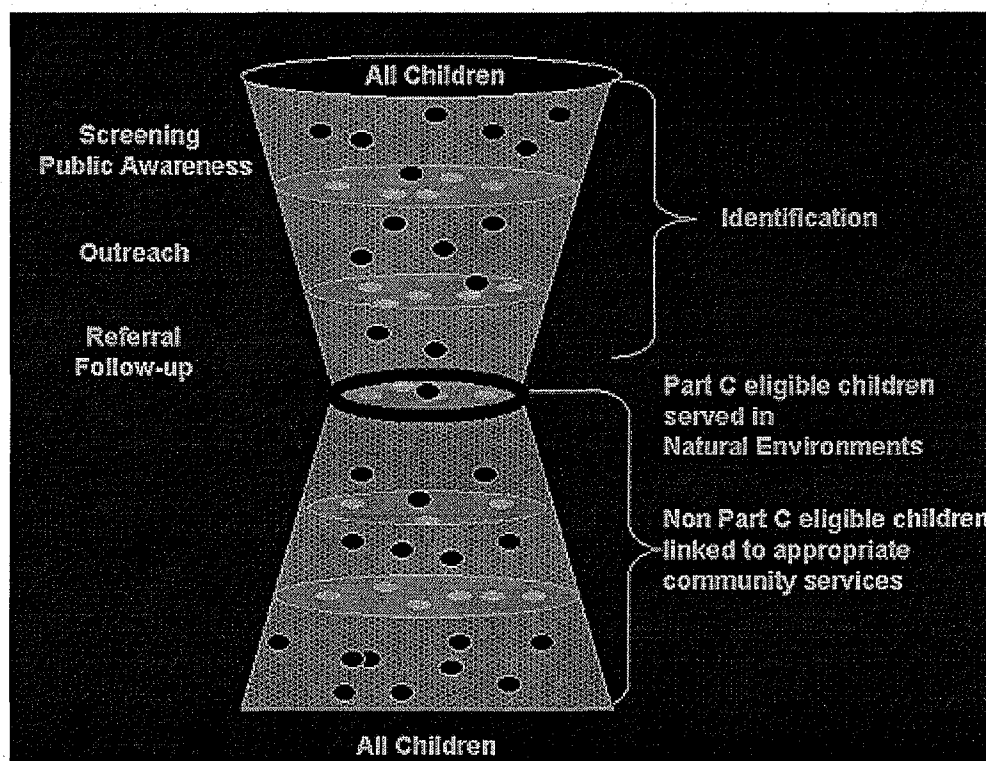 All Children
Screening
Public Awareness
Identification
Outreach
Referral
Follow-up
Part C eligible children
served in
Natural Environments
Non Part C eligible children
linked to appropriate
community services
All Children